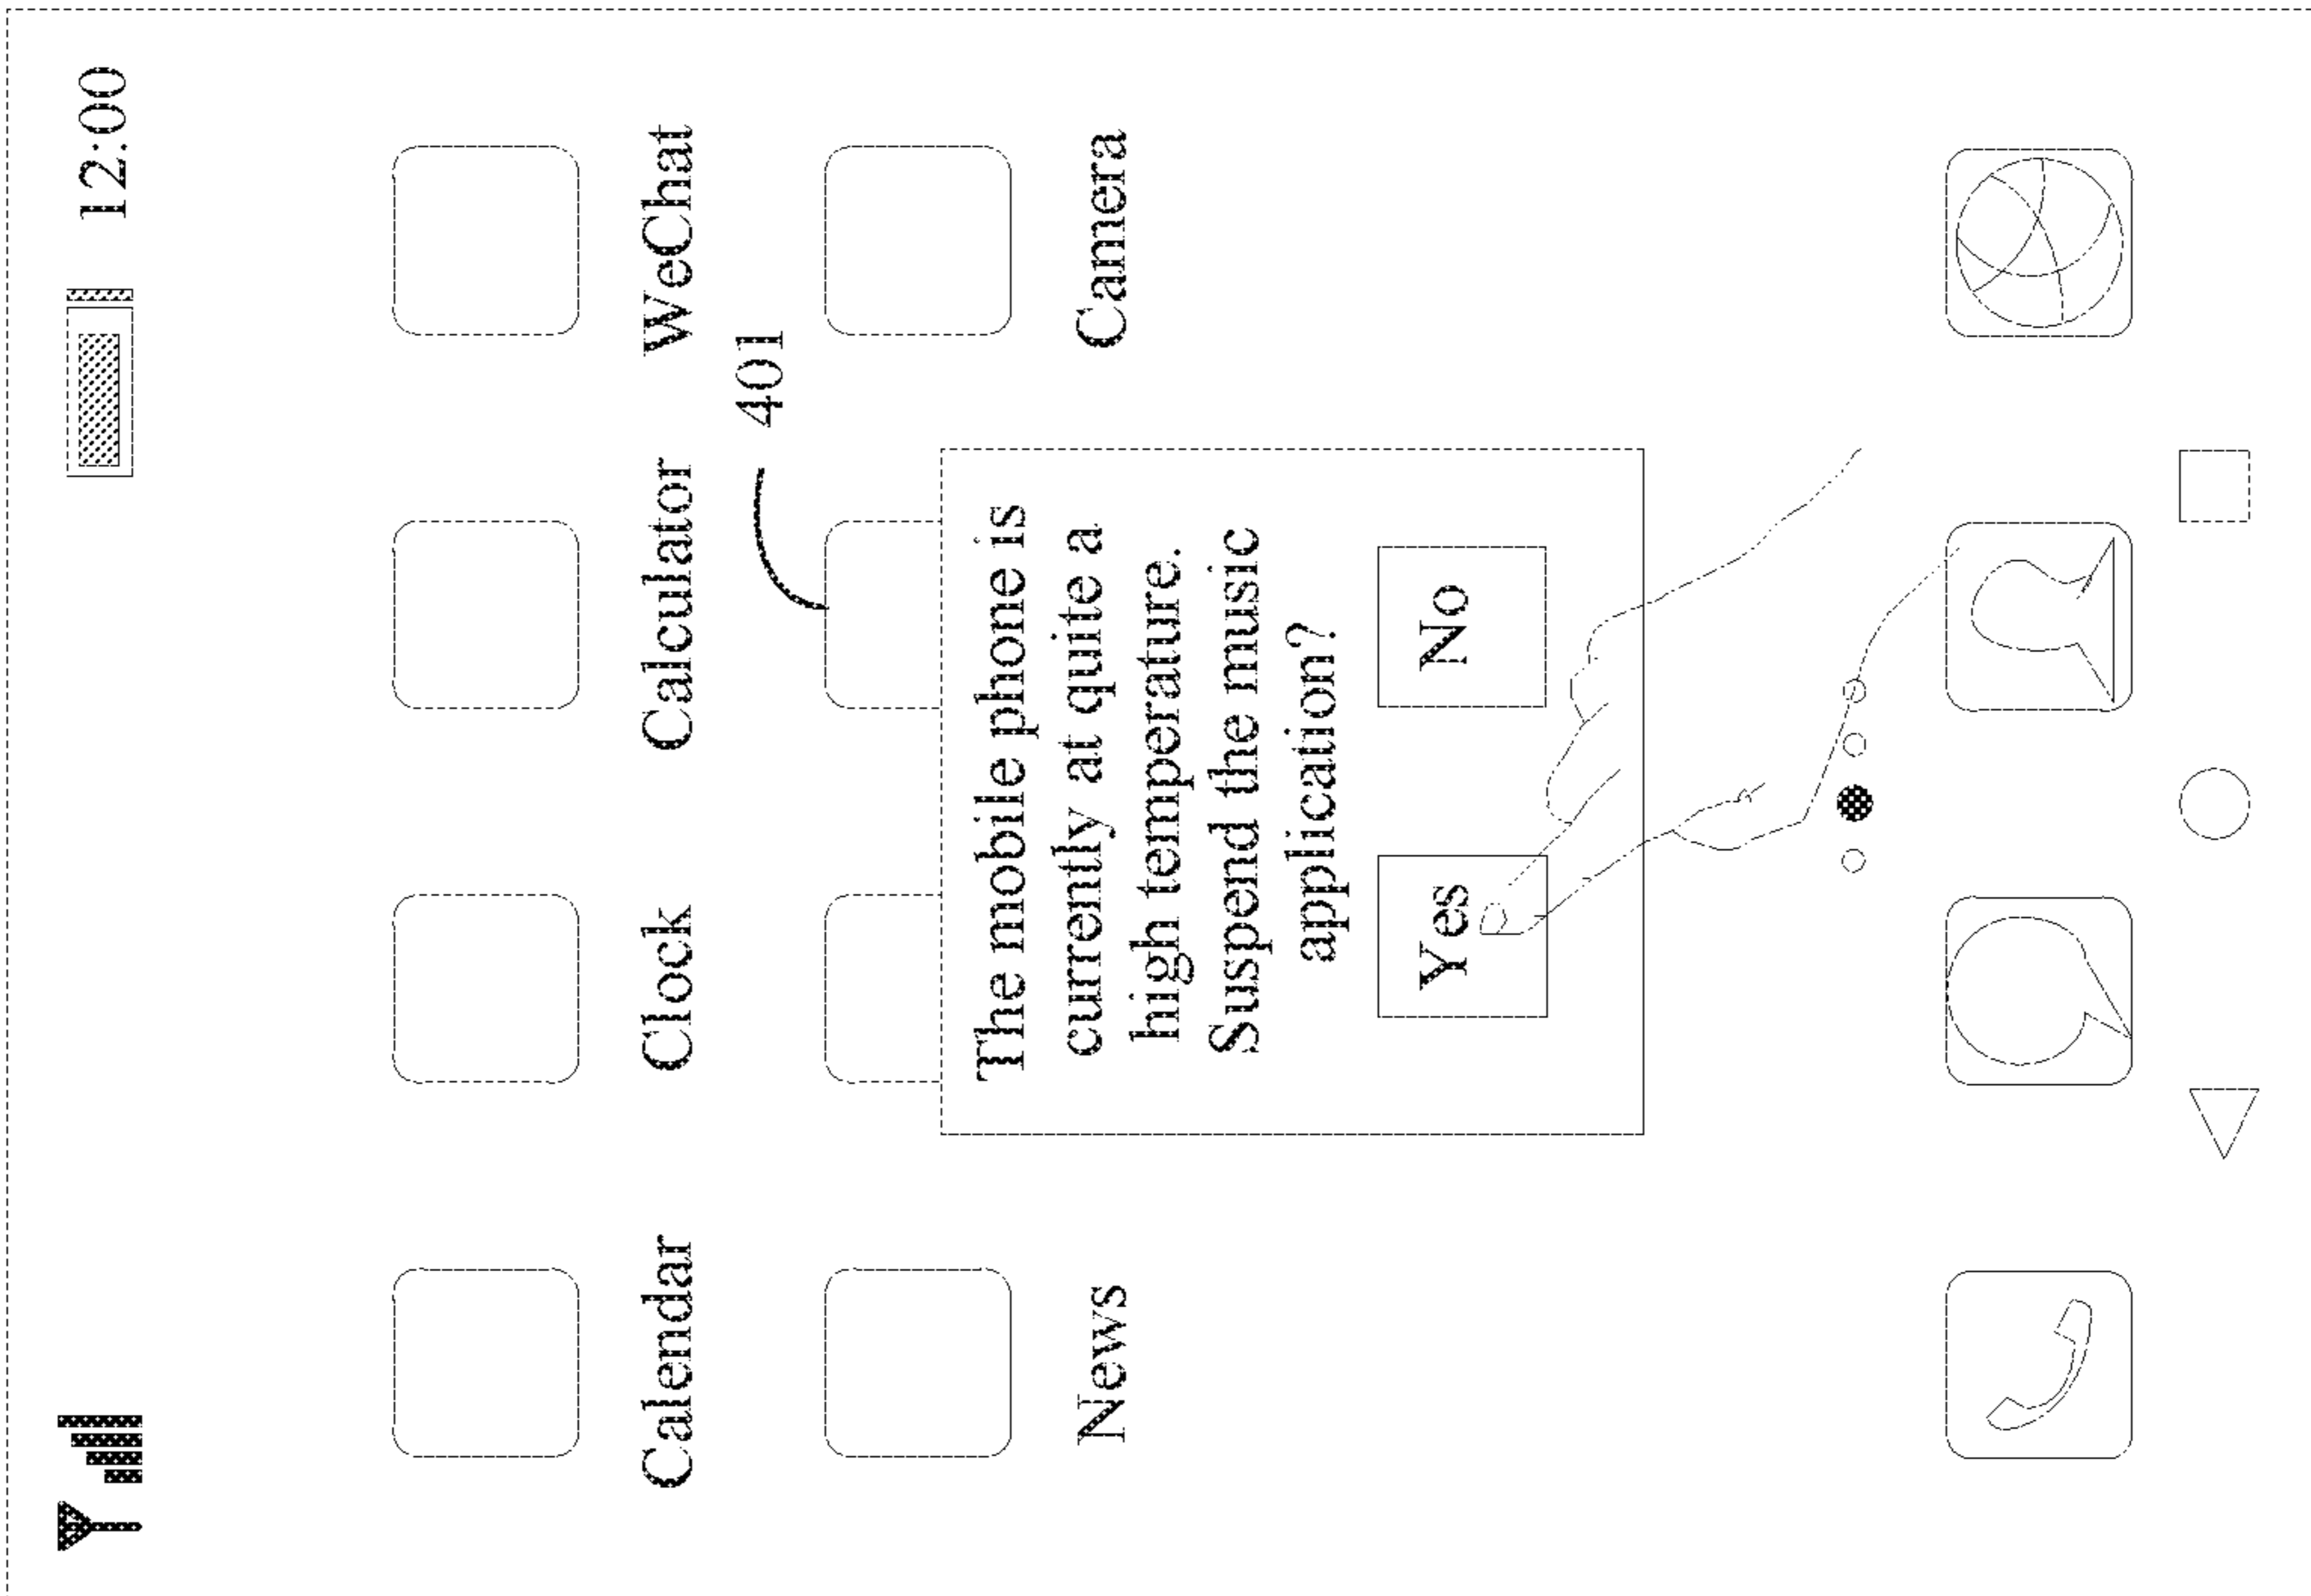 12:00
Calendar
Clock
Calculator
WeChat
401
News
Camera
The mobile phone is
currently at quite a
high temperature.
Suspend the music
application?
Yes
No